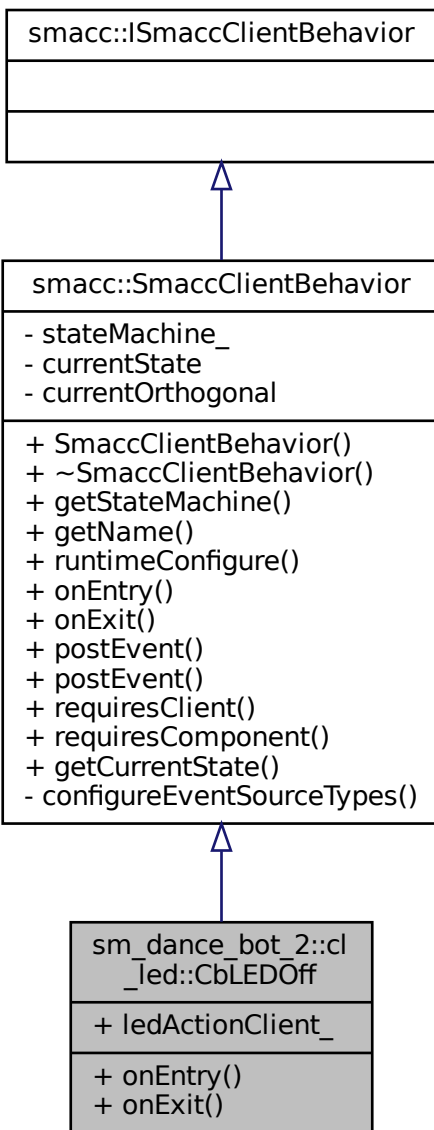 smacc::ISmaccClientBehavior
smacc::SmaccClientBehavior
- stateMachine_
- currentState
- currentOrthogonal
+ SmaccClientBehavior()
+ ~SmaccClientBehavior()
+ getStateMachine()
+ getName()
+ runtimeConfigure()
+ onEntry()
+ onExit()
+ postEvent()
+ postEvent()
+ requiresClient()
+ requiresComponent()
+ getCurrentState()
- configureEventSourceTypes()
sm_dance_bot_2::cl
_led::CbLEDOff
+ ledActionClient_
+ onEntry()
+ onExit()